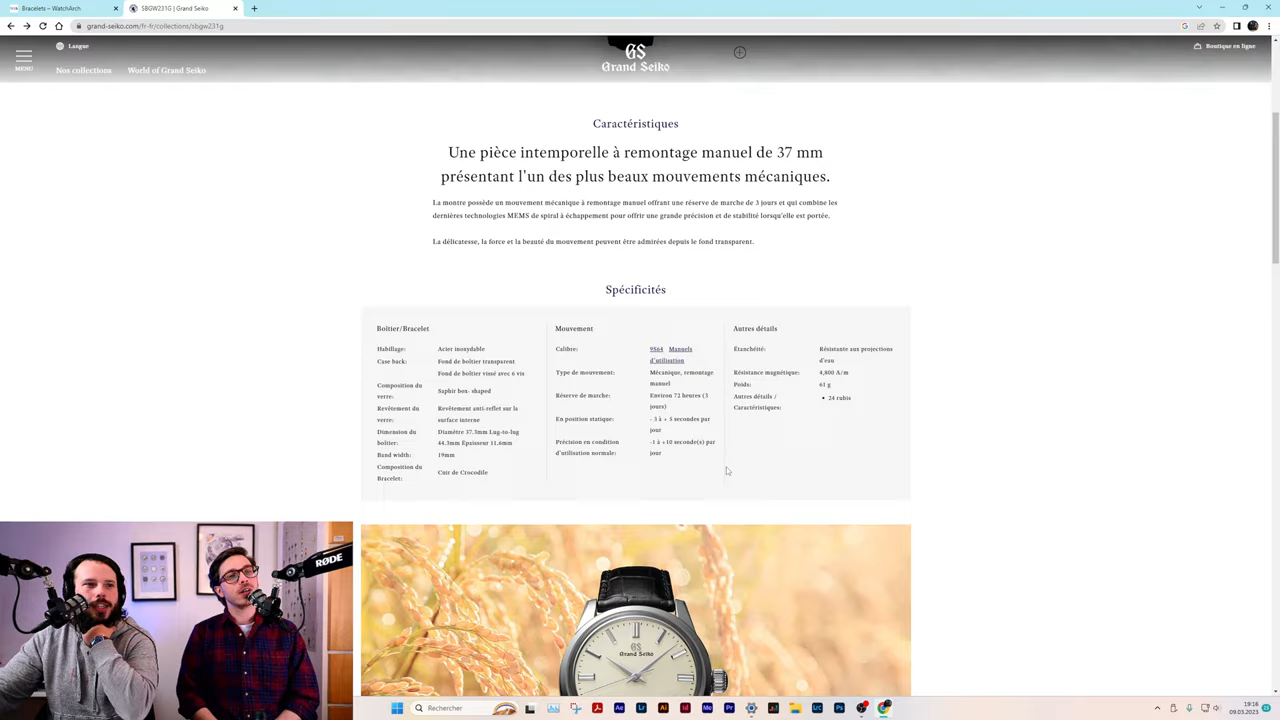 Bracelets – WatchArch
SBGW231G | Grand Seiko
grand-seiko.com/fr-fr/collections/sbgw231g
MENU
Langue
Nos collections
World of Grand Seiko
GS
Grand Seiko
Boutique en ligne
Caractéristiques
Une pièce intemporelle à remontage manuel de 37 mm
présentant l'un des plus beaux mouvements mécaniques.
La montre possède un mouvement mécanique à remontage manuel offrant une réserve de marche de 3 jours et qui combine les
dernières technologies MEMS de spiral à échappement pour offrir une grande précision et de stabilité lorsqu'elle est portée.
La délicatesse, la force et la beauté du mouvement peuvent être admirées depuis le fond transparent.
Spécificités
Boîtier/Bracelet
Habillage: Acier inoxydable
Case back: Fond de boîtier transparent
Fond de boîtier vissé avec 6 vis
Composition du
verre: Saphir box- shaped
Revêtement du
verre: Revêtement anti-reflet sur la
surface interne
Dimension du
boîtier: Diamètre 37.3mm Lug-to-lug
44.3mm Épaisseur 11.6mm
Band width: 19mm
Composition du
Bracelet: Cuir de Crocodile
Mouvement
Calibre: 9S64 Manuels
d'utilisation
Type de mouvement: Mécanique, remontage
manuel
Réserve de marche: Environ 72 heures (3
jours)
En position statique: - 3 à + 5 secondes par
jour
Précision en condition
d'utilisation normale: -1 à +10 seconde(s) par
jour
Autres détails
Étanchéité: Résistante aux projections
d'eau
Résistance magnétique: 4,800 A/m
Poids: 61 g
Autres détails /
Caractéristiques: • 24 rubis
GS
Grand Seiko
RØDE
Rechercher
19:16
09.03.2023